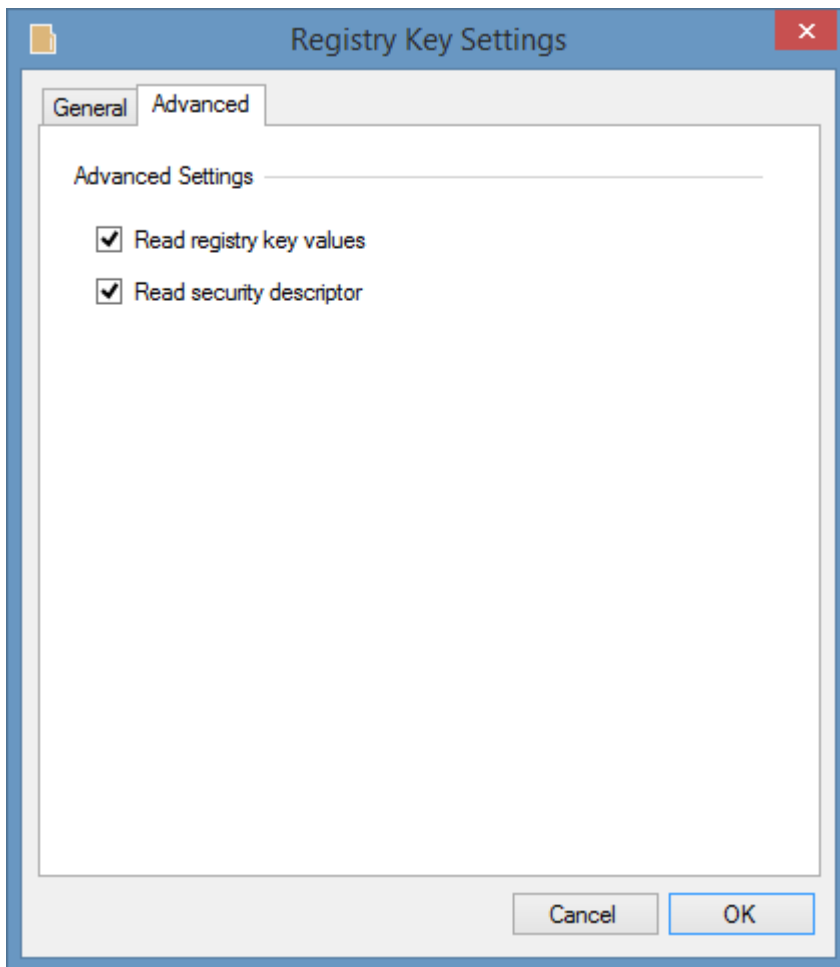 Registry Key Settings
General
Advanced
Advanced Settings
Read registry key values
Read security descriptor
Cancel
OK